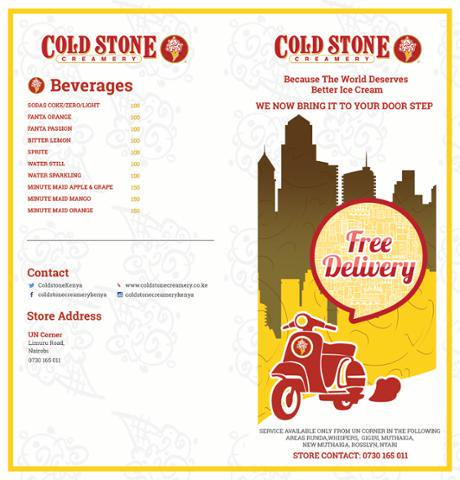 COLD STONE
CREAMERY
Beverages
SODAS COKE/ZERO/LIGHT 100
FANTA ORANGE 100
FANTA PASSION 100
BITTER LEMON 100
SPRITE 100
WATER STILL 100
WATER SPARKLING 100
MINUTE MAID APPLE & GRAPE 150
MINUTE MAID MANGO 150
MINUTE MAID ORANGE 150
Contact
ColdstoneKenya
www.coldstonecreamery.co.ke
coldstonecreamerykenya
coldstonecreamerykenya
Store Address
UN Corner
Limuru Road,
Nairobi
0730 165 011
COLD STONE
CREAMERY
Because The World Deserves
Better Ice Cream
WE NOW BRING IT TO YOUR DOOR STEP
Free
Delivery
SERVICE AVAILABLE ONLY FROM UN CORNER IN THE FOLLOWING
AREAS RUNDA,WHISPERS, GIGIRI, MUTHAIGA,
NEW MUTHAIGA, ROSSLYN, NYARI
STORE CONTACT: 0730 165 011